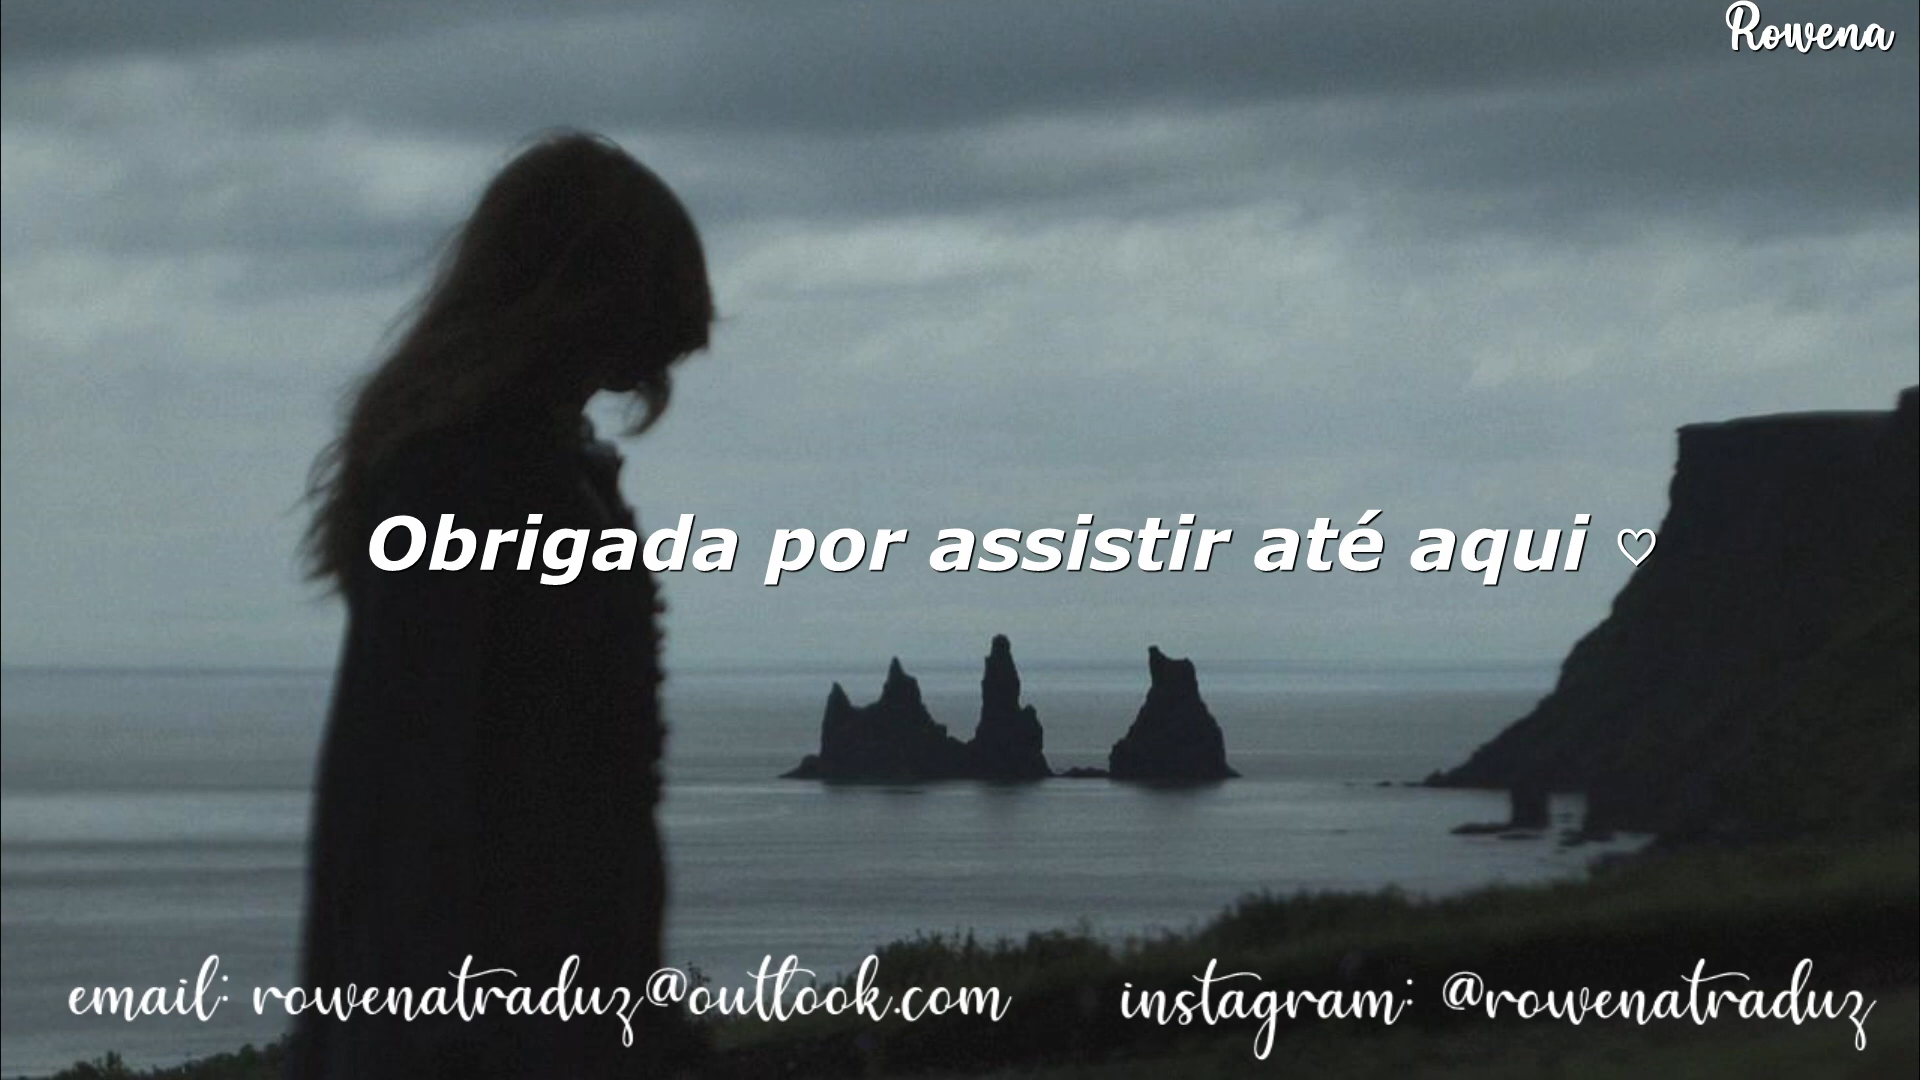 Rowena
Obrigada por assistir até aqui ♡
email: rowenatraduz@outlook.com instagram: @rowenatraduz